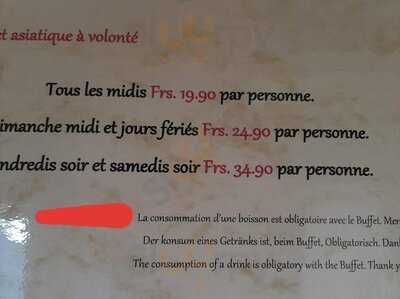 et asiatique à volonté
Tous les midis Frs. 19.90 par personne.
imanche midi et jours fériés Frs. 24.90 par personne.
ndredis soir et samedis soir Frs. 34.90 par personne.
La consommation d'une boisson est obligatoire avec le Buffet. Mer
Der konsum eines Getränks ist, beim Buffet, Obligatorisch. Dan
The consumption of a drink is obligatory with the Buffet. Thank y